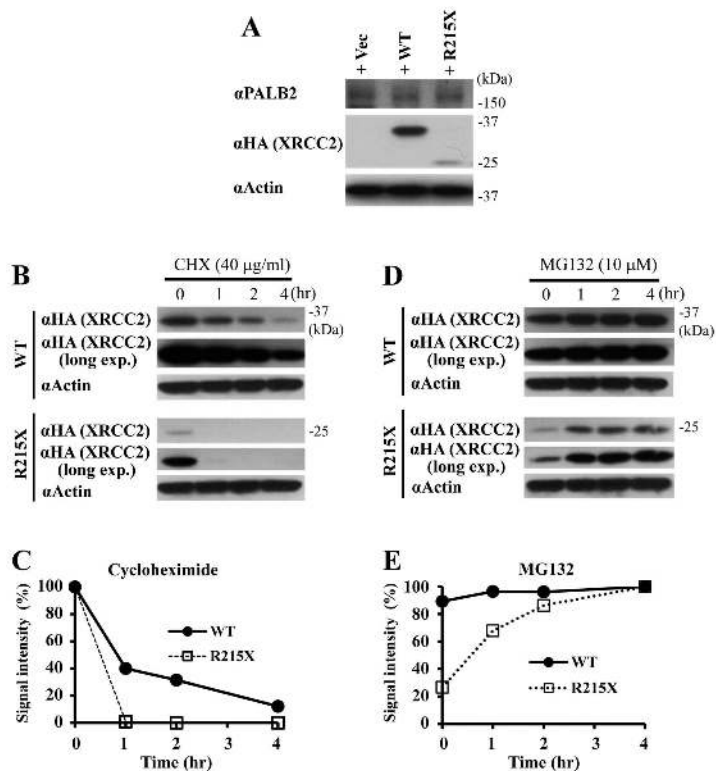 A
+ Vec
+ WT
+ R215X
(kDa)
αPALB2
-150
-37
αHA (XRCC2)
-25
αActin
-37
B
CHX (40 μg/ml)
0 1 2 4 (hr)
WT
αHA (XRCC2)
-37
(kDa)
αHA (XRCC2)
(long exp.)
αActin
R215X
αHA (XRCC2)
-25
αHA (XRCC2)
(long exp.)
αActin
D
MG132 (10 μM)
0 1 2 4 (hr)
WT
αHA (XRCC2)
-37
(kDa)
αHA (XRCC2)
(long exp.)
αActin
R215X
αHA (XRCC2)
-25
αHA (XRCC2)
(long exp.)
αActin
C
Cycloheximide
Signal intensity (%)
100
80
60
40
20
0
WT
R215X
0 1 2 3 4
Time (hr)
E
MG132
Signal intensity (%)
100
80
60
40
20
0
WT
R215X
0 1 2 3 4
Time (hr)